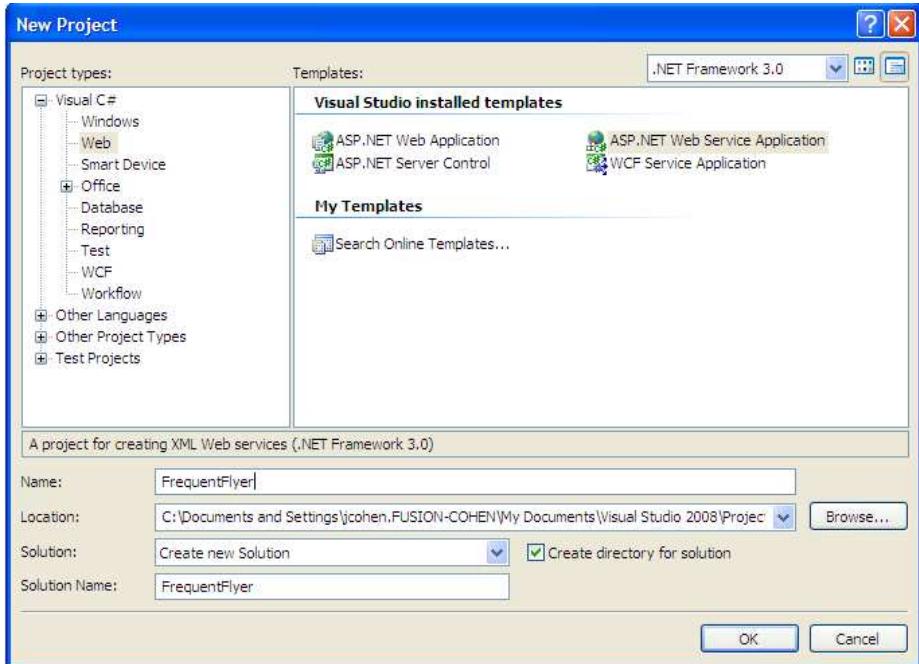 New Project
Project types:
Templates:
.NET Framework 3.0
Visual C#
Windows
Web
Smart Device
Office
Database
Reporting
Test
WCF
Workflow
Other Languages
Other Project Types
Test Projects
Visual Studio installed templates
ASP.NET Web Application
ASP.NET Web Service Application
ASP.NET Server Control
WCF Service Application
My Templates
Search Online Templates...
A project for creating XML Web services (.NET Framework 3.0)
Name:
FrequentFlyer
Location:
C:\Documents and Settings\jcohen.FUSION-COHEN\My Documents\Visual Studio 2008\Projec
Browse...
Solution:
Create new Solution
Create directory for solution
Solution Name:
FrequentFlyer
OK
Cancel